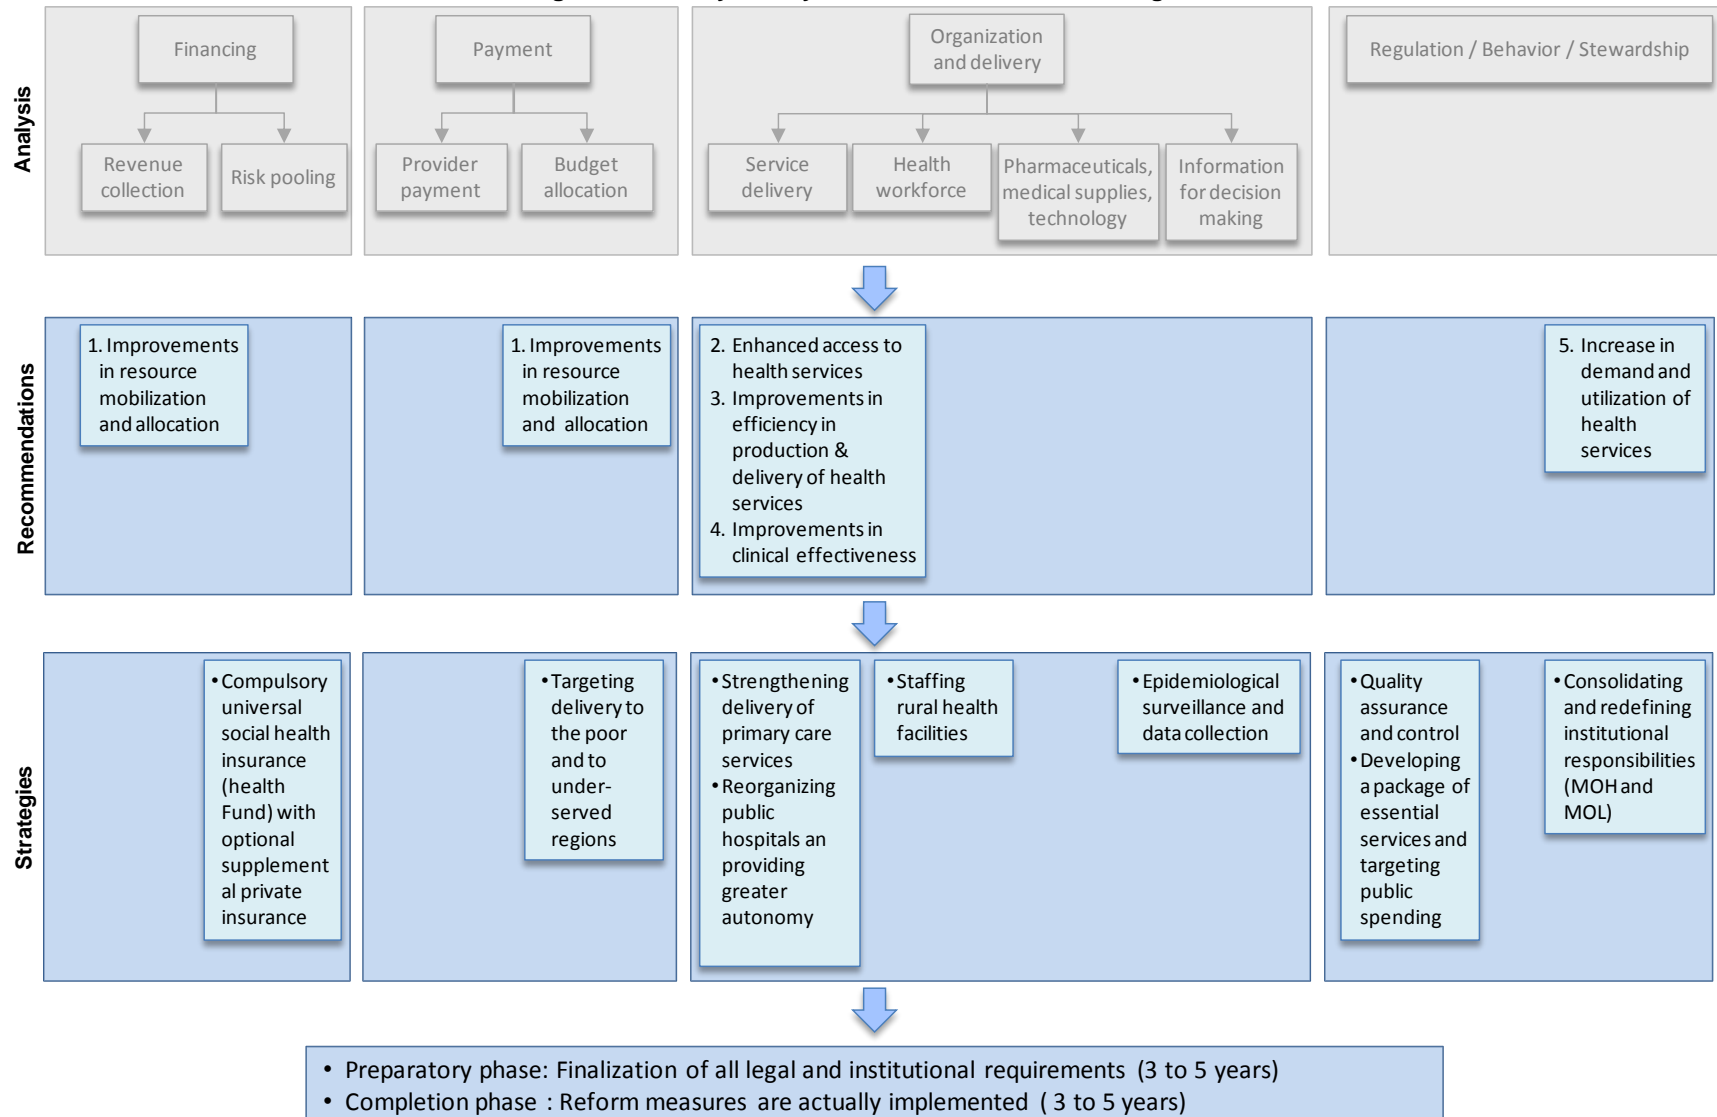 Analysis
Financing
Revenue
collection
Risk pooling
Payment
Provider
payment
Budget
allocation
Organization
and delivery
Service
delivery
Health
workforce
Pharmaceuticals,
medical supplies,
technology
Information
for decision
making
Regulation / Behavior / Stewardship
Recommendations
1. Improvements
in resource
mobilization
and allocation
1. Improvements
in resource
mobilization
and allocation
2. Enhanced access to
health services
3. Improvements in
efficiency in
production &
delivery of health
services
4. Improvements in
clinical effectiveness
5. Increase in
demand and
utilization of
health
services
Strategies
• Compulsory
universal
social health
insurance
(health
Fund) with
optional
supplement
al private
insurance
• Targeting
delivery to
the poor
and to
under-
served
regions
• Strengthening
delivery of
primary care
services
• Reorganizing
public
hospitals an
providing
greater
autonomy
• Staffing
rural health
facilities
• Epidemiological
surveillance and
data collection
• Quality
assurance
and control
• Developing
a package of
essential
services and
targeting
public
spending
• Consolidating
and redefining
institutional
responsibilities
(MOH and
MOL)
• Preparatory phase: Finalization of all legal and institutional requirements (3 to 5 years)
• Completion phase : Reform measures are actually implemented ( 3 to 5 years)